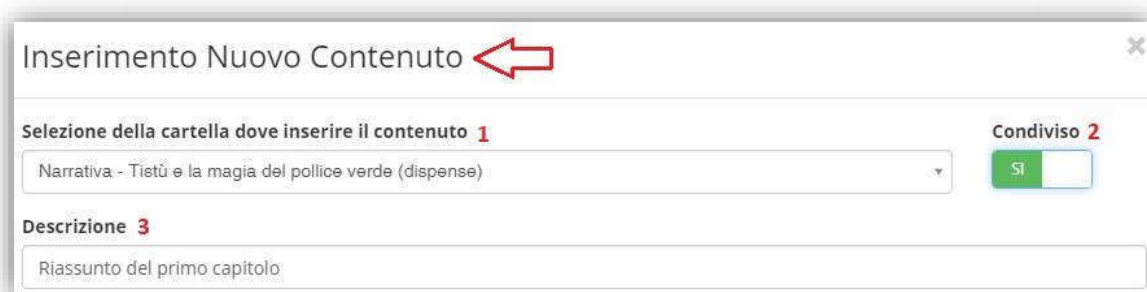 Inserimento Nuovo Contenuto
Selezione della cartella dove inserire il contenuto 1
Condiviso 2
Narrativa - Tistù e la magia del pollice verde (dispense)
SI
Descrizione 3
Riassunto del primo capitolo